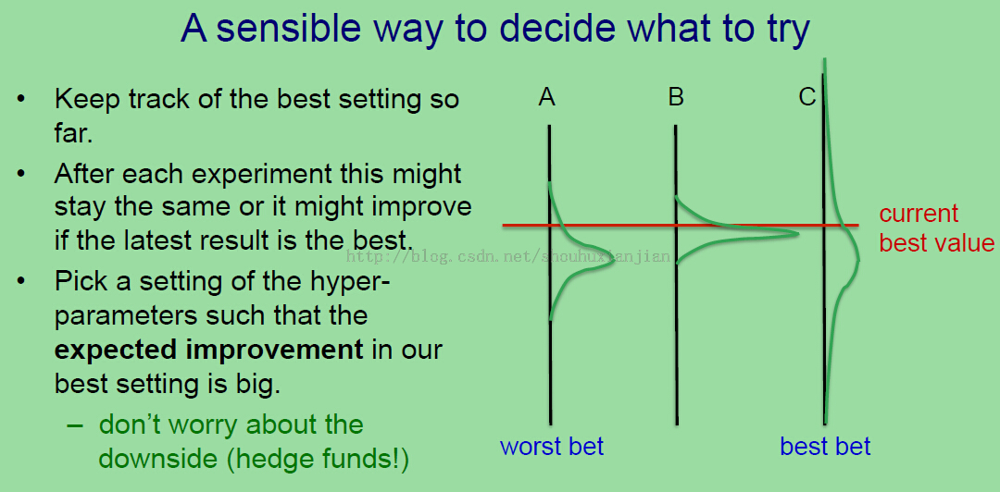 A sensible way to decide what to try
• Keep track of the best setting so
far.
• After each experiment this might
stay the same or it might improve
if the latest result is the best.
http://blog.csdn.net/shouhuxianjian
• Pick a setting of the hyper-
parameters such that the
expected improvement in our
best setting is big.
– don’t worry about the
downside (hedge funds!)
A B C
current
best value
worst bet best bet